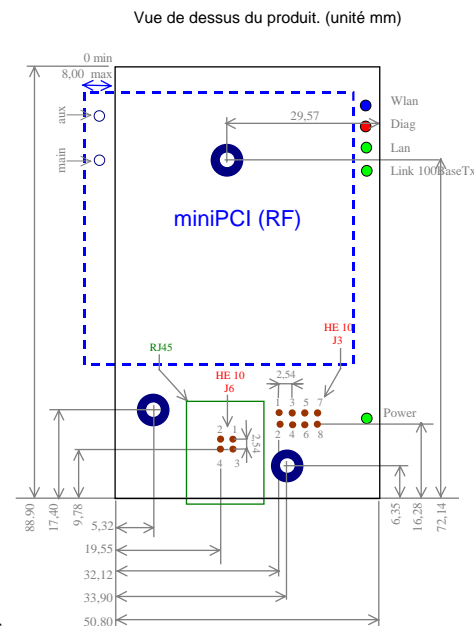 Vue de dessus du produit. (unité mm)
0 min
8,00 max
aux
main
29,57
Wlan
Diag
Lan
Link 100BaseTx
miniPCI (RF)
RJ45
HE 10
J6
HE 10
J3
2,54
1 3 5 7
2 4 6 8
2 1
4 3
2,54
Power
88,90
17,40
9,78
5,32
19,55
32,12
33,90
50.80
6,35
16,28
72,14